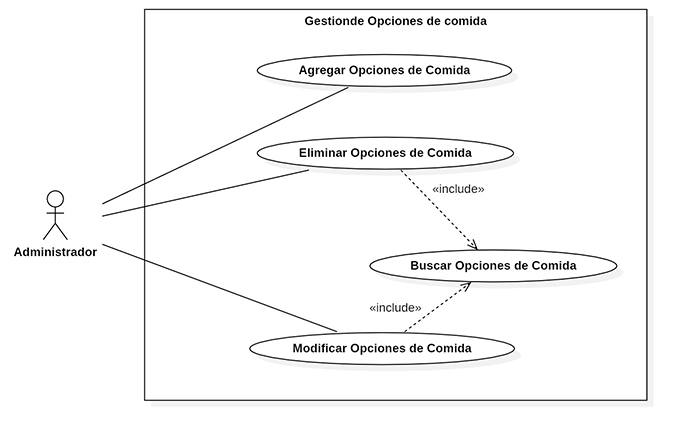 Gestionde Opciones de comida
Agregar Opciones de Comida
Eliminar Opciones de Comida
«include»
Administrador
Buscar Opciones de Comida
«include»
Modificar Opciones de Comida